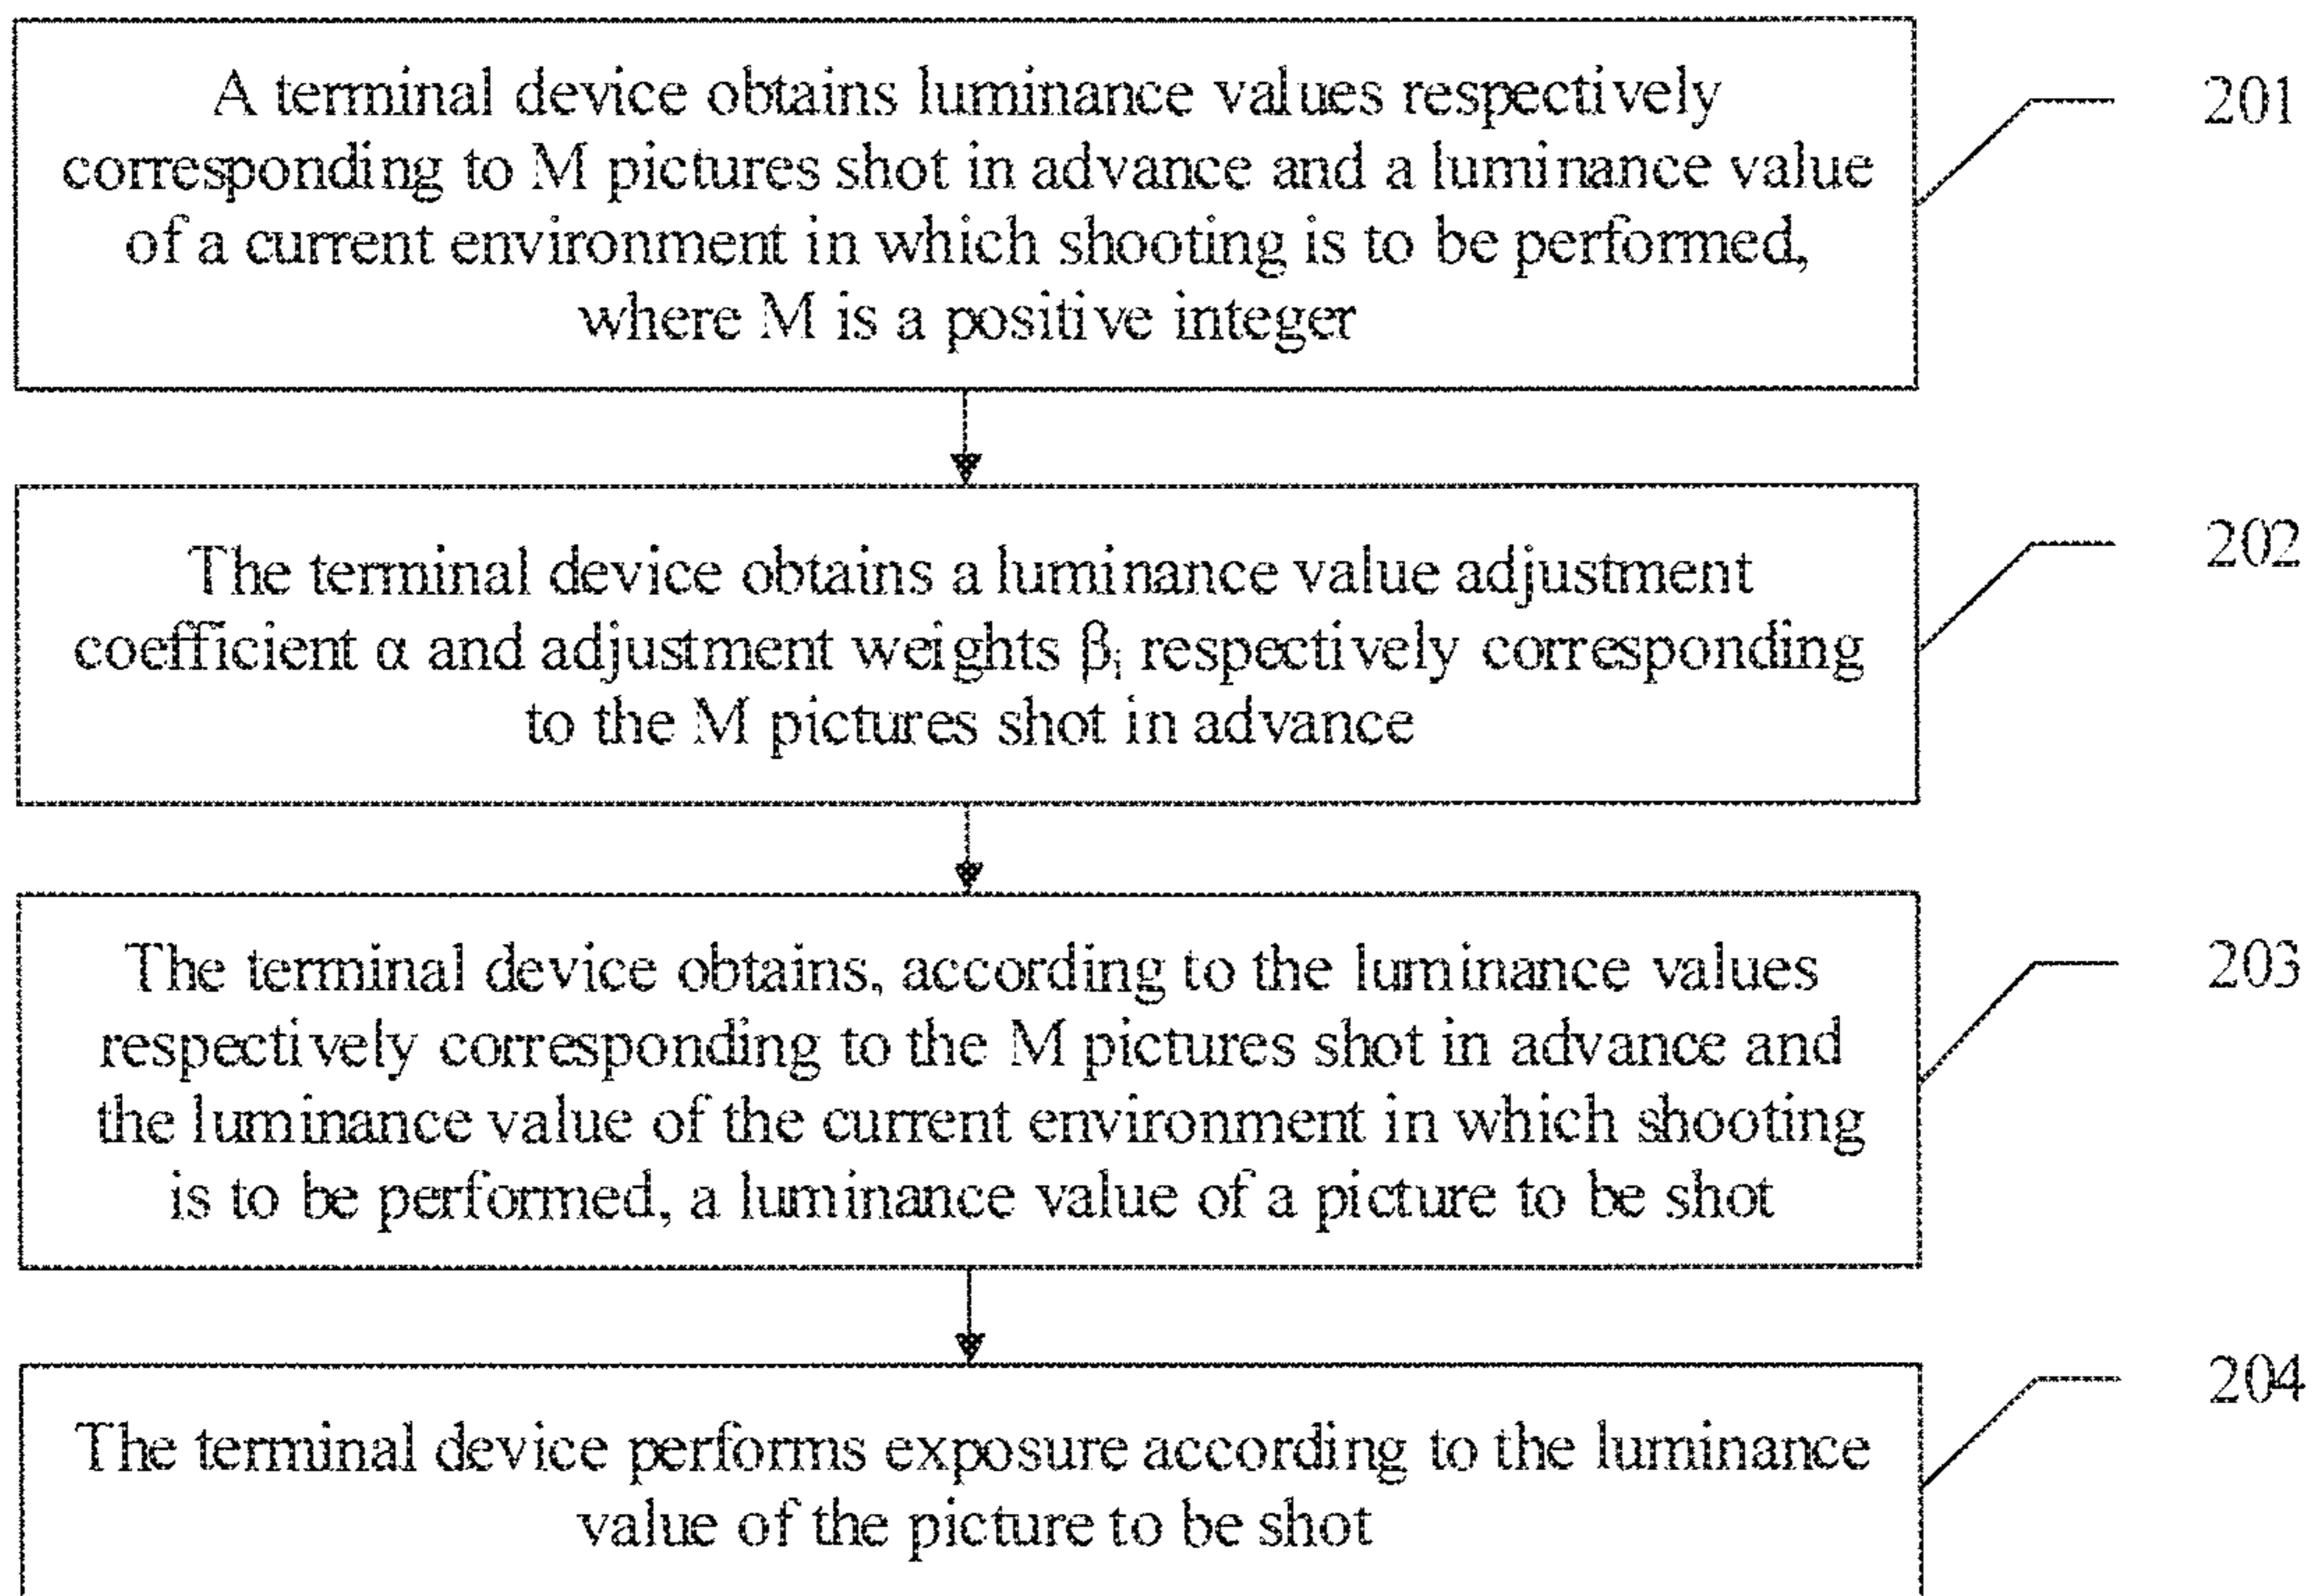 A terminal device obtains luminance values respectively
corresponding to M pictures shot in advance and a luminance value
of a current environment in which shooting is to be performed,
where M is a positive integer
201
The terminal device obtains a luminance value adjustment
coefficient α and adjustment weights βᵢ respectively corresponding
to the M pictures shot in advance
202
The terminal device obtains, according to the luminance values
respectively corresponding to the M pictures shot in advance and
the luminance value of the current environment in which shooting
is to be performed, a luminance value of a picture to be shot
203
The terminal device performs exposure according to the luminance
value of the picture to be shot
204